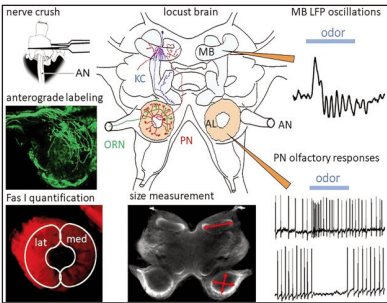 nerve crush
locust brain
MB LFP oscillations
odor
MB
KC
AN
anterograde labeling
ORN
PN
AL
AN
PN olfactory responses
odor
Fas I quantification
size measurement
lat
med